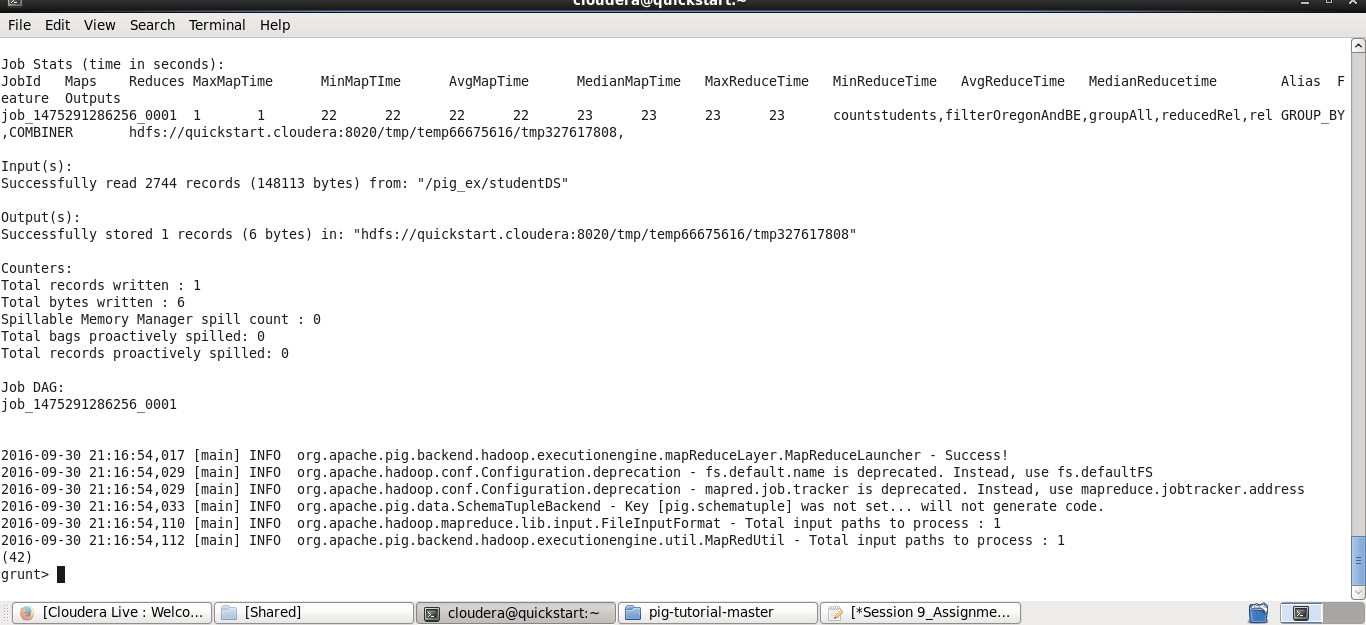 cloudera@quickstart:~
File Edit View Search Terminal Help
Job Stats (time in seconds):
JobId Maps Reduces MaxMapTime MinMapTIme AvgMapTime MedianMapTime MaxReduceTime MinReduceTime AvgReduceTime MedianReducetime Alias F
eature Outputs
job_1475291286256_0001 1 1 22 22 22 22 23 23 23 23 countstudents,filterOregonAndBE,groupAll,reducedRel,rel GROUP_BY
,COMBINER hdfs://quickstart.cloudera:8020/tmp/temp66675616/tmp327617808,
Input(s):
Successfully read 2744 records (148113 bytes) from: "/pig_ex/studentDS"
Output(s):
Successfully stored 1 records (6 bytes) in: "hdfs://quickstart.cloudera:8020/tmp/temp66675616/tmp327617808"
Counters:
Total records written : 1
Total bytes written : 6
Spillable Memory Manager spill count : 0
Total bags proactively spilled: 0
Total records proactively spilled: 0
Job DAG:
job_1475291286256_0001
2016-09-30 21:16:54,017 [main] INFO org.apache.pig.backend.hadoop.executionengine.mapReduceLayer.MapReduceLauncher - Success!
2016-09-30 21:16:54,029 [main] INFO org.apache.hadoop.conf.Configuration.deprecation - fs.default.name is deprecated. Instead, use fs.defaultFS
2016-09-30 21:16:54,029 [main] INFO org.apache.hadoop.conf.Configuration.deprecation - mapred.job.tracker is deprecated. Instead, use mapreduce.jobtracker.address
2016-09-30 21:16:54,033 [main] INFO org.apache.pig.data.SchemaTupleBackend - Key [pig.schematuple] was not set... will not generate code.
2016-09-30 21:16:54,110 [main] INFO org.apache.hadoop.mapreduce.lib.input.FileInputFormat - Total input paths to process : 1
2016-09-30 21:16:54,112 [main] INFO org.apache.pig.backend.hadoop.executionengine.util.MapRedUtil - Total input paths to process : 1
(42)
grunt>
[Cloudera Live : Welco... [Shared] cloudera@quickstart:~ pig-tutorial-master [*Session 9_Assignme...